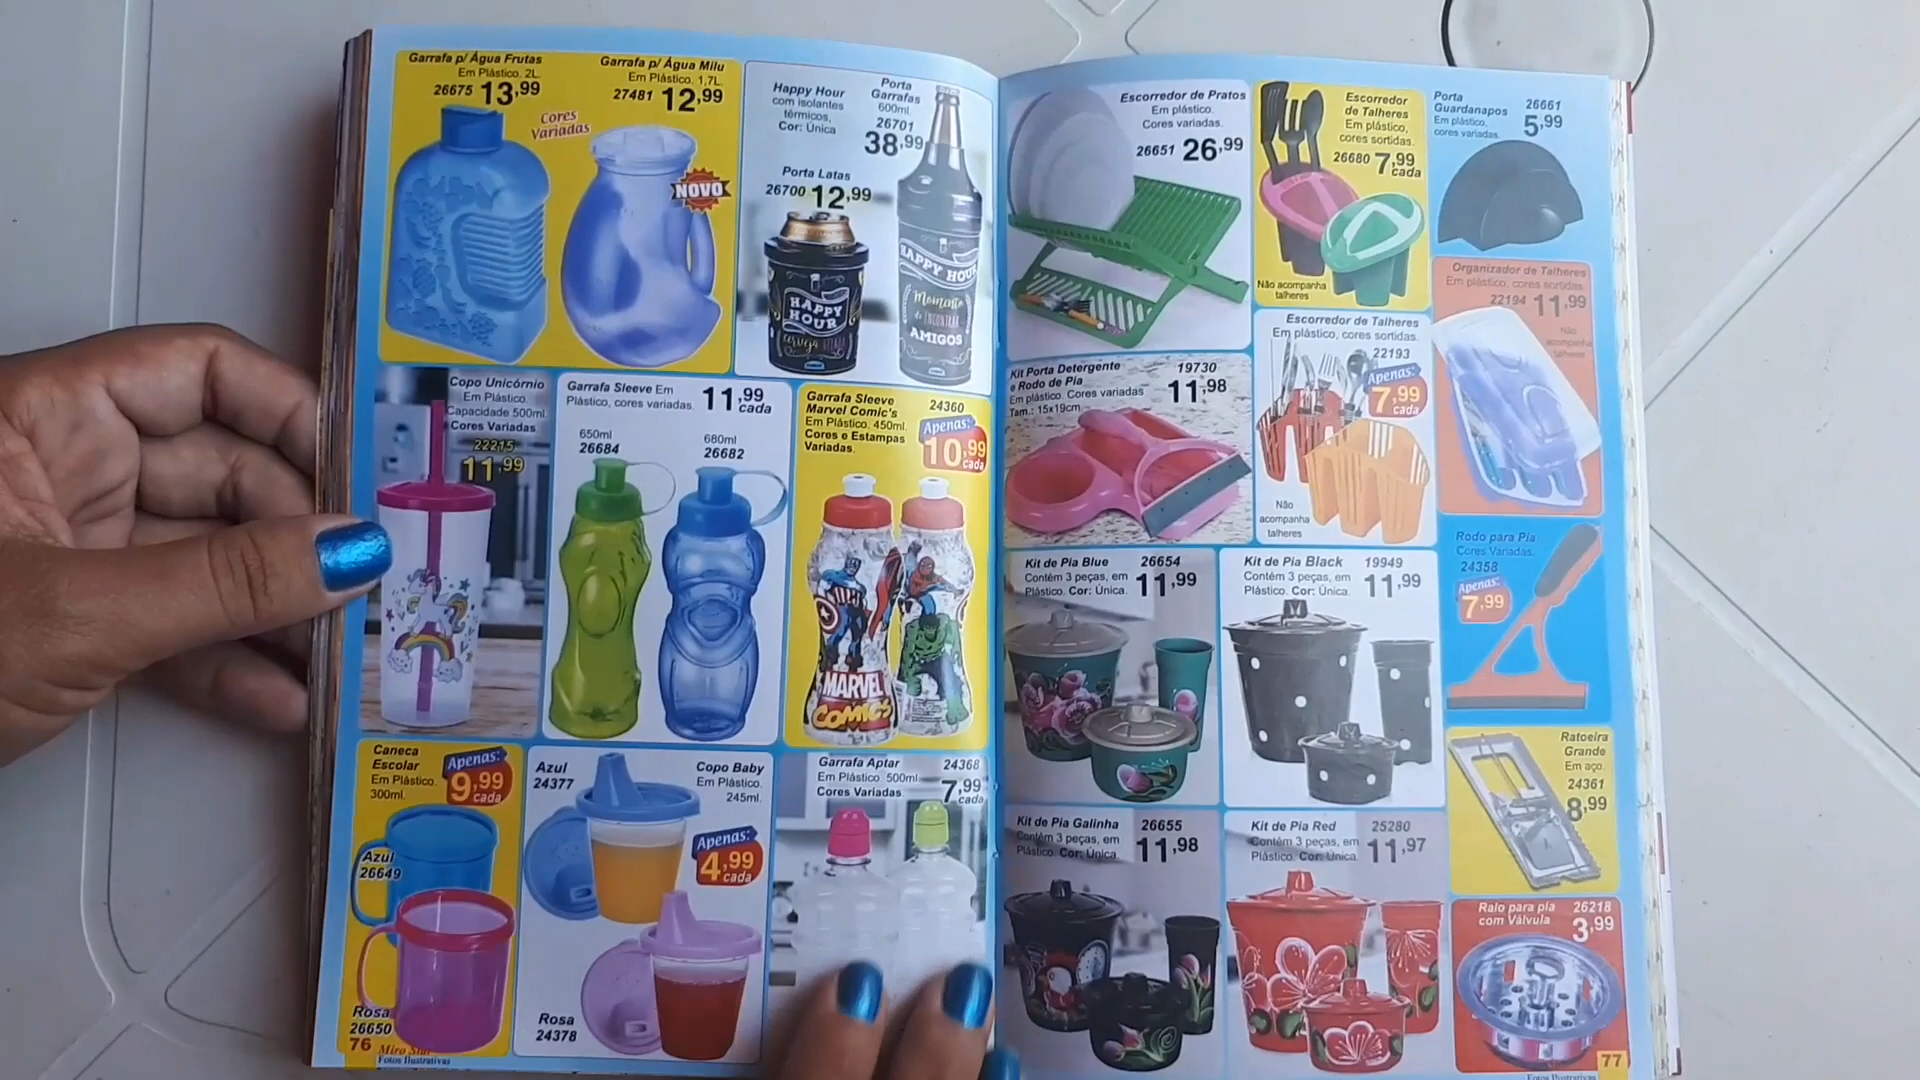 Garrafa p/ Água Frutas
Em Plástico. 2L.
26675 13,99
Cores
Variadas
Garrafa p/ Água Milu
Em Plástico. 1,7L.
27481 12,99
NOVO
Happy Hour
com isolantes
térmicos,
Cor: Única
Porta
Garrafas
600ml.
26701
38,99
Porta Latas
26700 12,99
HAPPY
HOUR
HAPPY HOUR
Momento
de ENCONTRAR
AMIGOS
Copo Unicórnio
Em Plástico.
Capacidade 500ml
Cores Variadas
22215
11,99
Garrafa Sleeve Em
Plástico, cores variadas.
11,99
cada
650ml
26684
680ml
26682
Garrafa Sleeve
Marvel Comic's
Em Plástico. 450ml.
Cores e Estampas
Variadas.
24360
Apenas:
10,99
cada
MARVEL
COMICS
Caneca
Escolar
Em Plástico.
300ml.
Apenas:
9,99
cada
Azul
26649
Rosa
26650
Azul
24377
Copo Baby
Em Plástico.
245ml.
Apenas:
4,99
cada
Rosa
24378
Garrafa Aptar
Em Plástico. 500ml
Cores Variadas.
24368
7,99
cada
76
Fotos Ilustrativas
Escorredor de Pratos
Em plástico.
Cores variadas.
26651 26,99
Escorredor
de Talheres
Em plástico,
cores sortidas.
26680 7,99
cada
Não acompanha
talheres
Porta
Guardanapos
Em plástico,
cores variadas.
26661
5,99
Organizador de Talheres
Em plástico, cores sortidas.
22194 11,99
Não
acompanha
talheres
Kit Porta Detergente
e Rodo de Pia
Em plástico. Cores variadas
Tam.: 15x19cm
19730
11,98
Escorredor de Talheres
Em plástico, cores sortidas.
22193
Apenas:
7,99
cada
Não
acompanha
talheres
Rodo para Pia
Cores Variadas.
24358
Apenas:
7,99
Kit de Pia Blue
Contém 3 peças, em
Plástico. Cor: Única.
26654
11,99
Kit de Pia Black
Contém 3 peças, em
Plástico. Cor: Única.
19949
11,99
Ratoeira
Grande
Em aço.
24361
8,99
Kit de Pia Galinha
Contém 3 peças, em
Plástico. Cor: Única.
26655
11,98
Kit de Pia Red
Contém 3 peças, em
Plástico. Cor: Única.
25280
11,97
Ralo para pia
com Válvula
26218
3,99
Fotos Ilustrativas
77